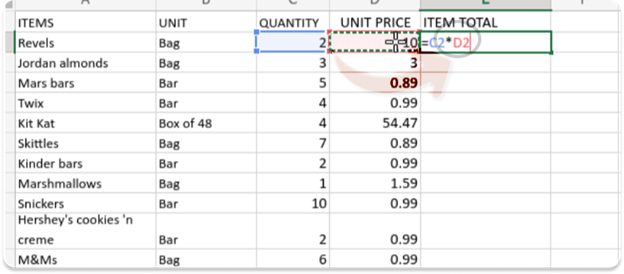 ITEMS UNIT QUANTITY UNIT PRICE ITEM TOTAL
Revels Bag 2 10 =C2*D2
Jordan almonds Bag 3 3
Mars bars Bar 5 0.89
Twix Bar 4 0.99
Kit Kat Box of 48 4 54.47
Skittles Bag 7 0.89
Kinder bars Bar 2 0.99
Marshmallows Bag 1 1.59
Snickers Bar 10 0.99
Hershey's cookies 'n
creme Bar 2 0.99
M&Ms Bag 6 0.99